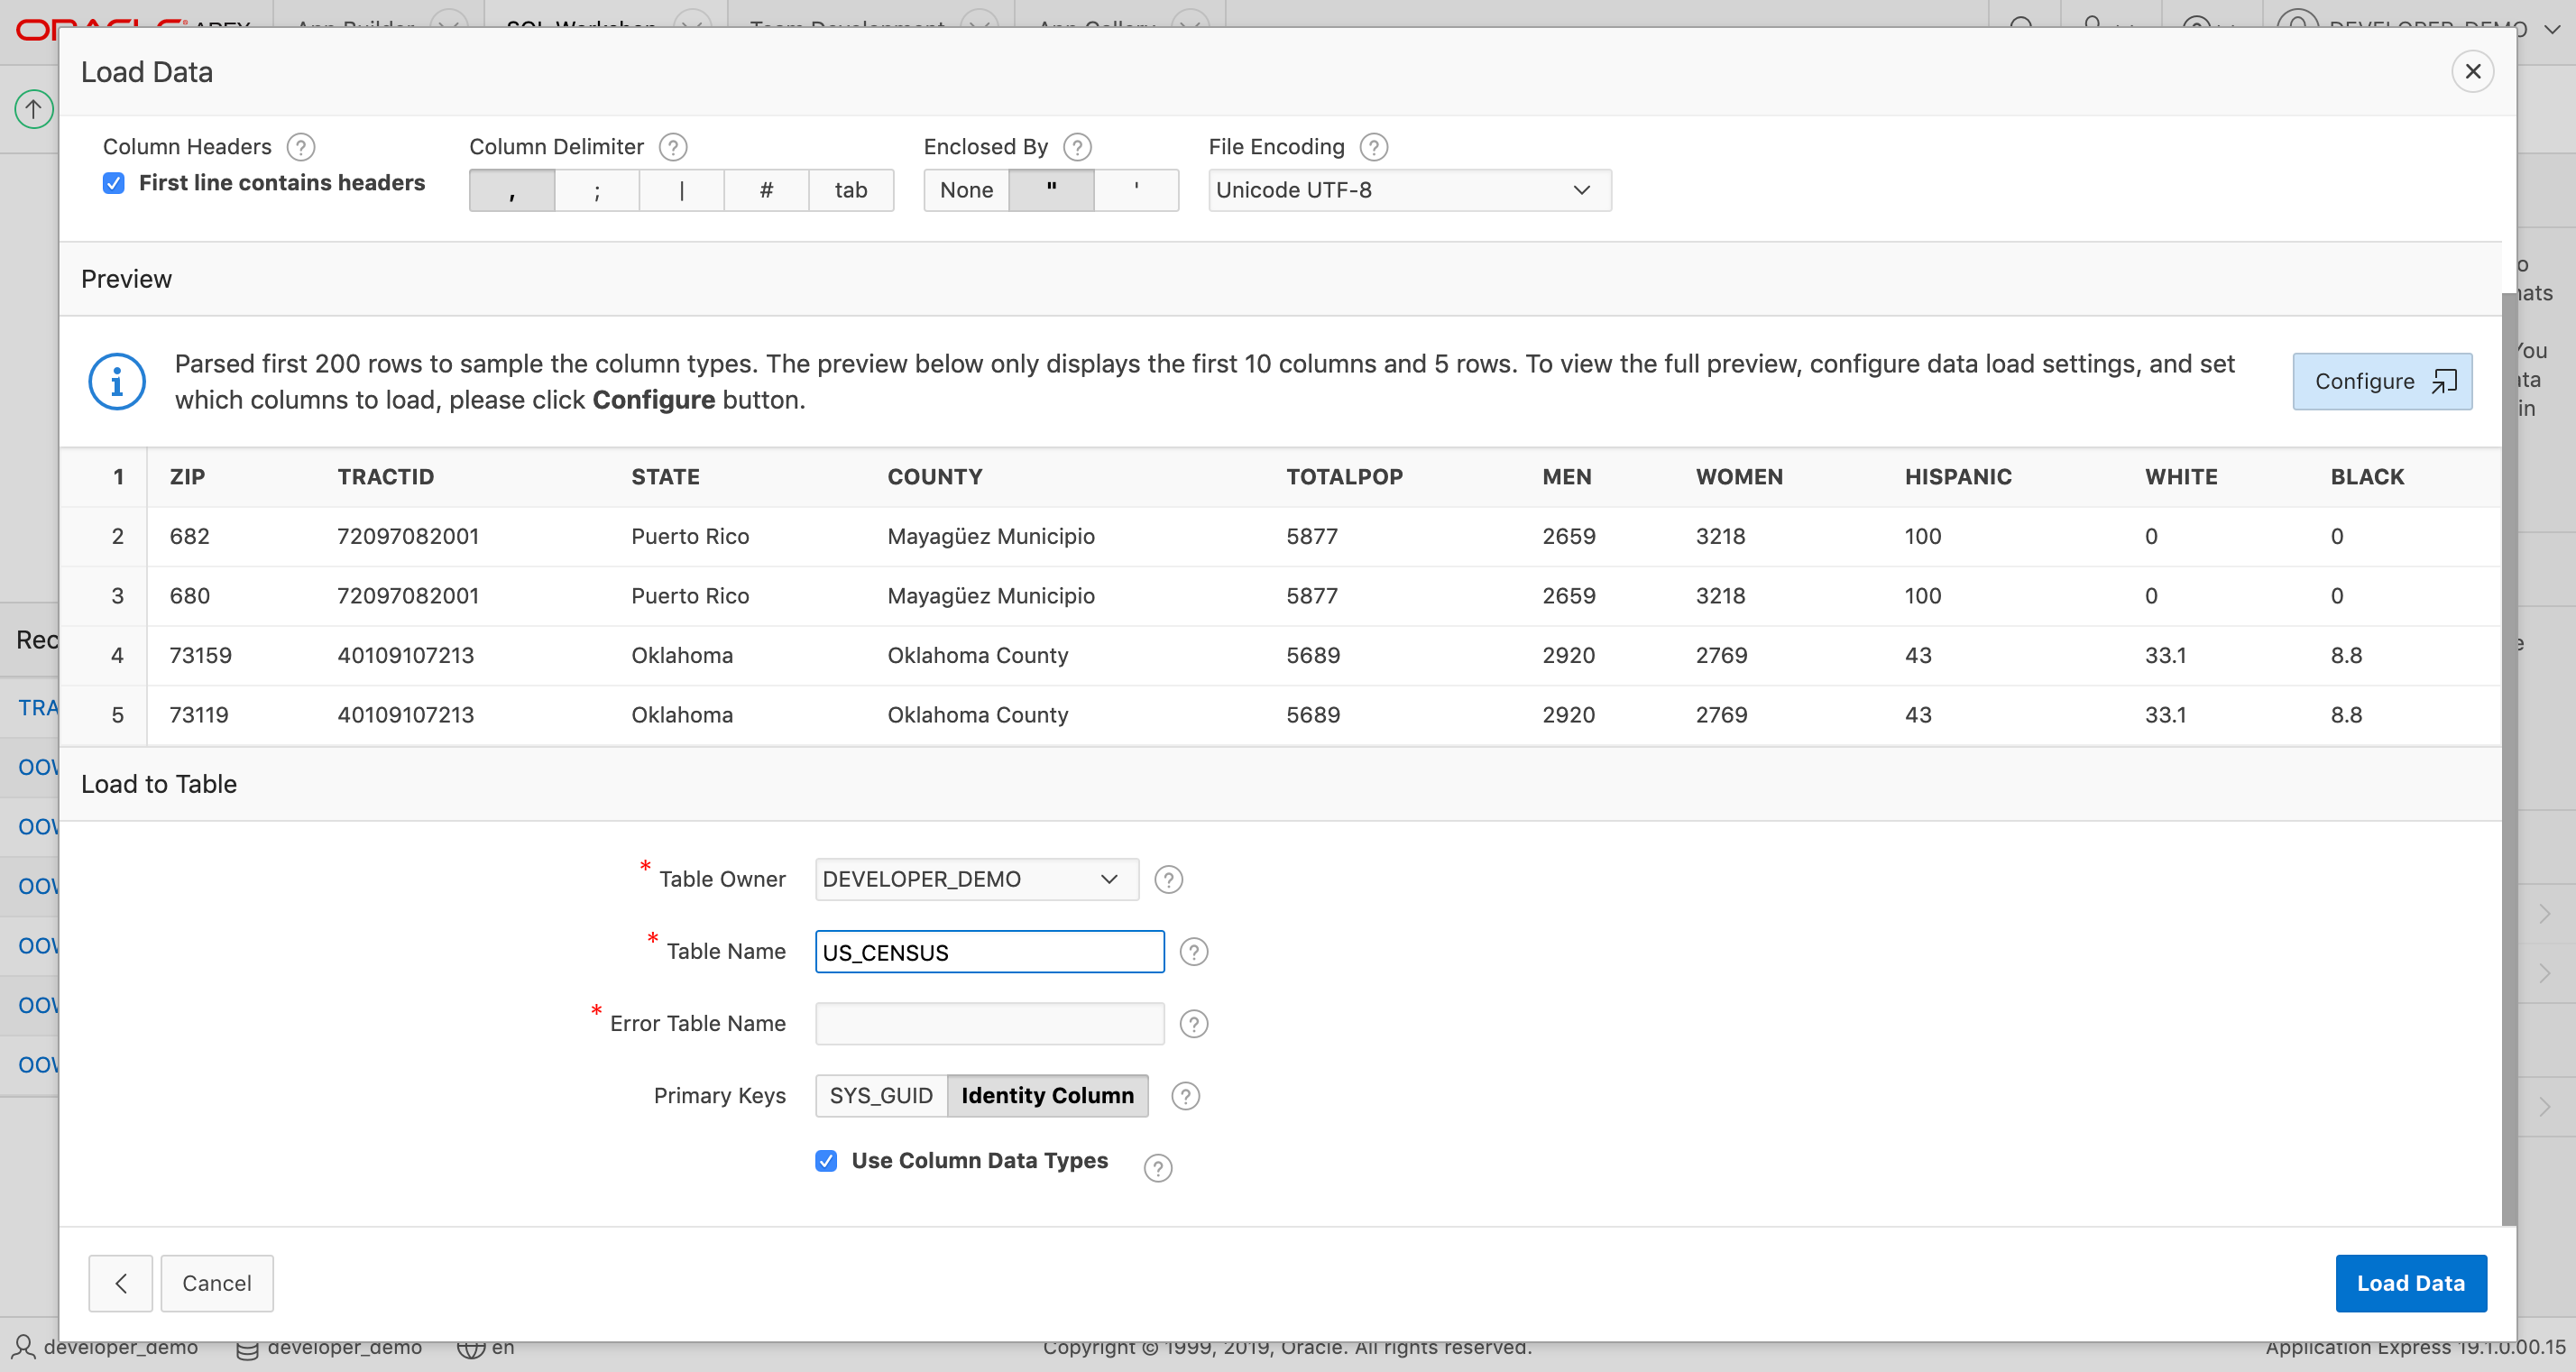 Load Data
Column Headers ?
First line contains headers
Column Delimiter ?
, ; | # tab
Enclosed By ?
None " '
File Encoding ?
Unicode UTF-8
Preview
Parsed first 200 rows to sample the column types. The preview below only displays the first 10 columns and 5 rows. To view the full preview, configure data load settings, and set
which columns to load, please click Configure button.
Configure
1 ZIP TRACTID STATE COUNTY TOTALPOP MEN WOMEN HISPANIC WHITE BLACK
2 682 72097082001 Puerto Rico Mayagüez Municipio 5877 2659 3218 100 0 0
3 680 72097082001 Puerto Rico Mayagüez Municipio 5877 2659 3218 100 0 0
4 73159 40109107213 Oklahoma Oklahoma County 5689 2920 2769 43 33.1 8.8
5 73119 40109107213 Oklahoma Oklahoma County 5689 2920 2769 43 33.1 8.8
Load to Table
* Table Owner DEVELOPER_DEMO ?
* Table Name US_CENSUS ?
* Error Table Name ?
Primary Keys SYS_GUID Identity Column ?
Use Column Data Types ?
Cancel
Load Data
developer_demo developer_demo en
Copyright © 1999, 2019, Oracle. All rights reserved.
Application Express 19.1.0.00.15